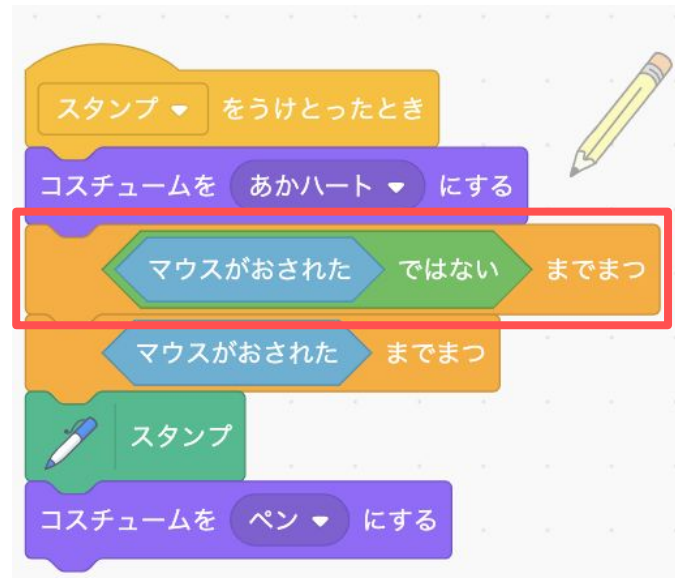 スタンプ をうけとったとき
コスチュームを あかハート にする
マウスがおされた ではない までまつ
マウスがおされた までまつ
スタンプ
コスチュームを ペン にする